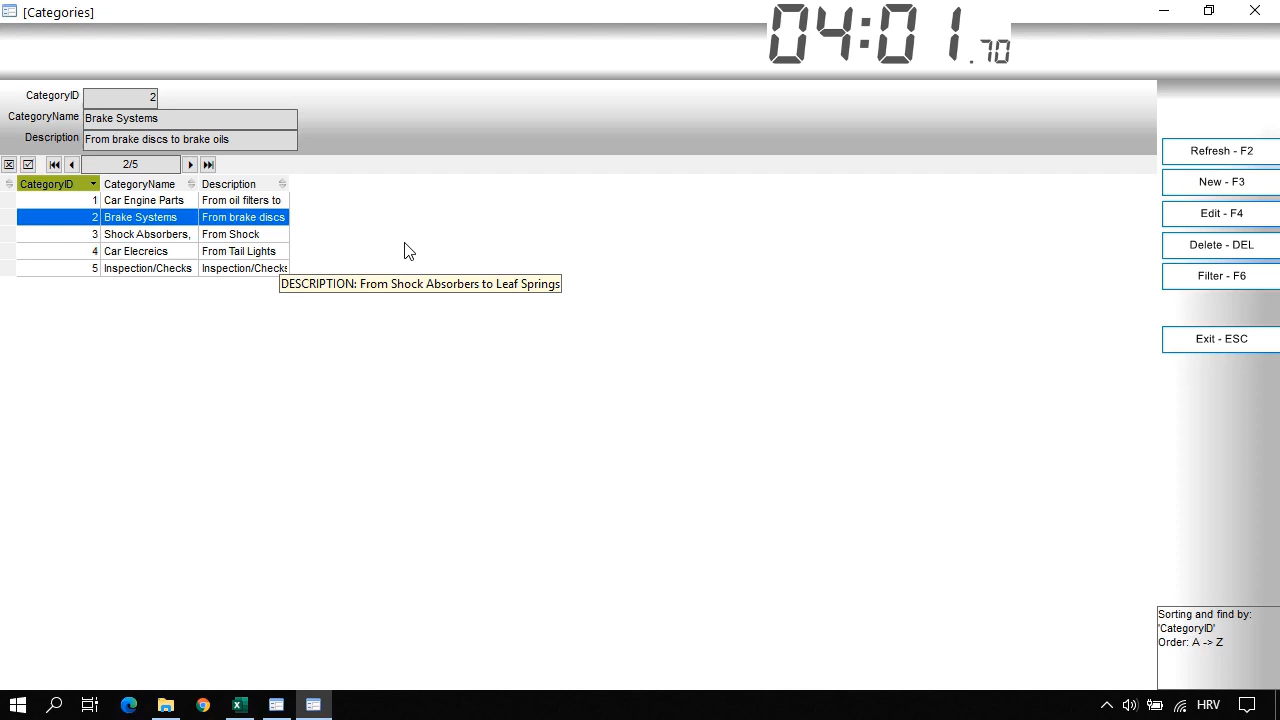 [Categories]
04:01.70
CategoryID 2
CategoryName Brake Systems
Description From brake discs to brake oils
2/5
CategoryID CategoryName Description
1 Car Engine Parts From oil filters to
2 Brake Systems From brake discs
3 Shock Absorbers, From Shock
4 Car Elecreics From Tail Lights
5 Inspection/Checks Inspection/Checks
DESCRIPTION: From Shock Absorbers to Leaf Springs
Refresh - F2
New - F3
Edit - F4
Delete - DEL
Filter - F6
Exit - ESC
Sorting and find by:
'CategoryID'
Order: A -> Z
HRV